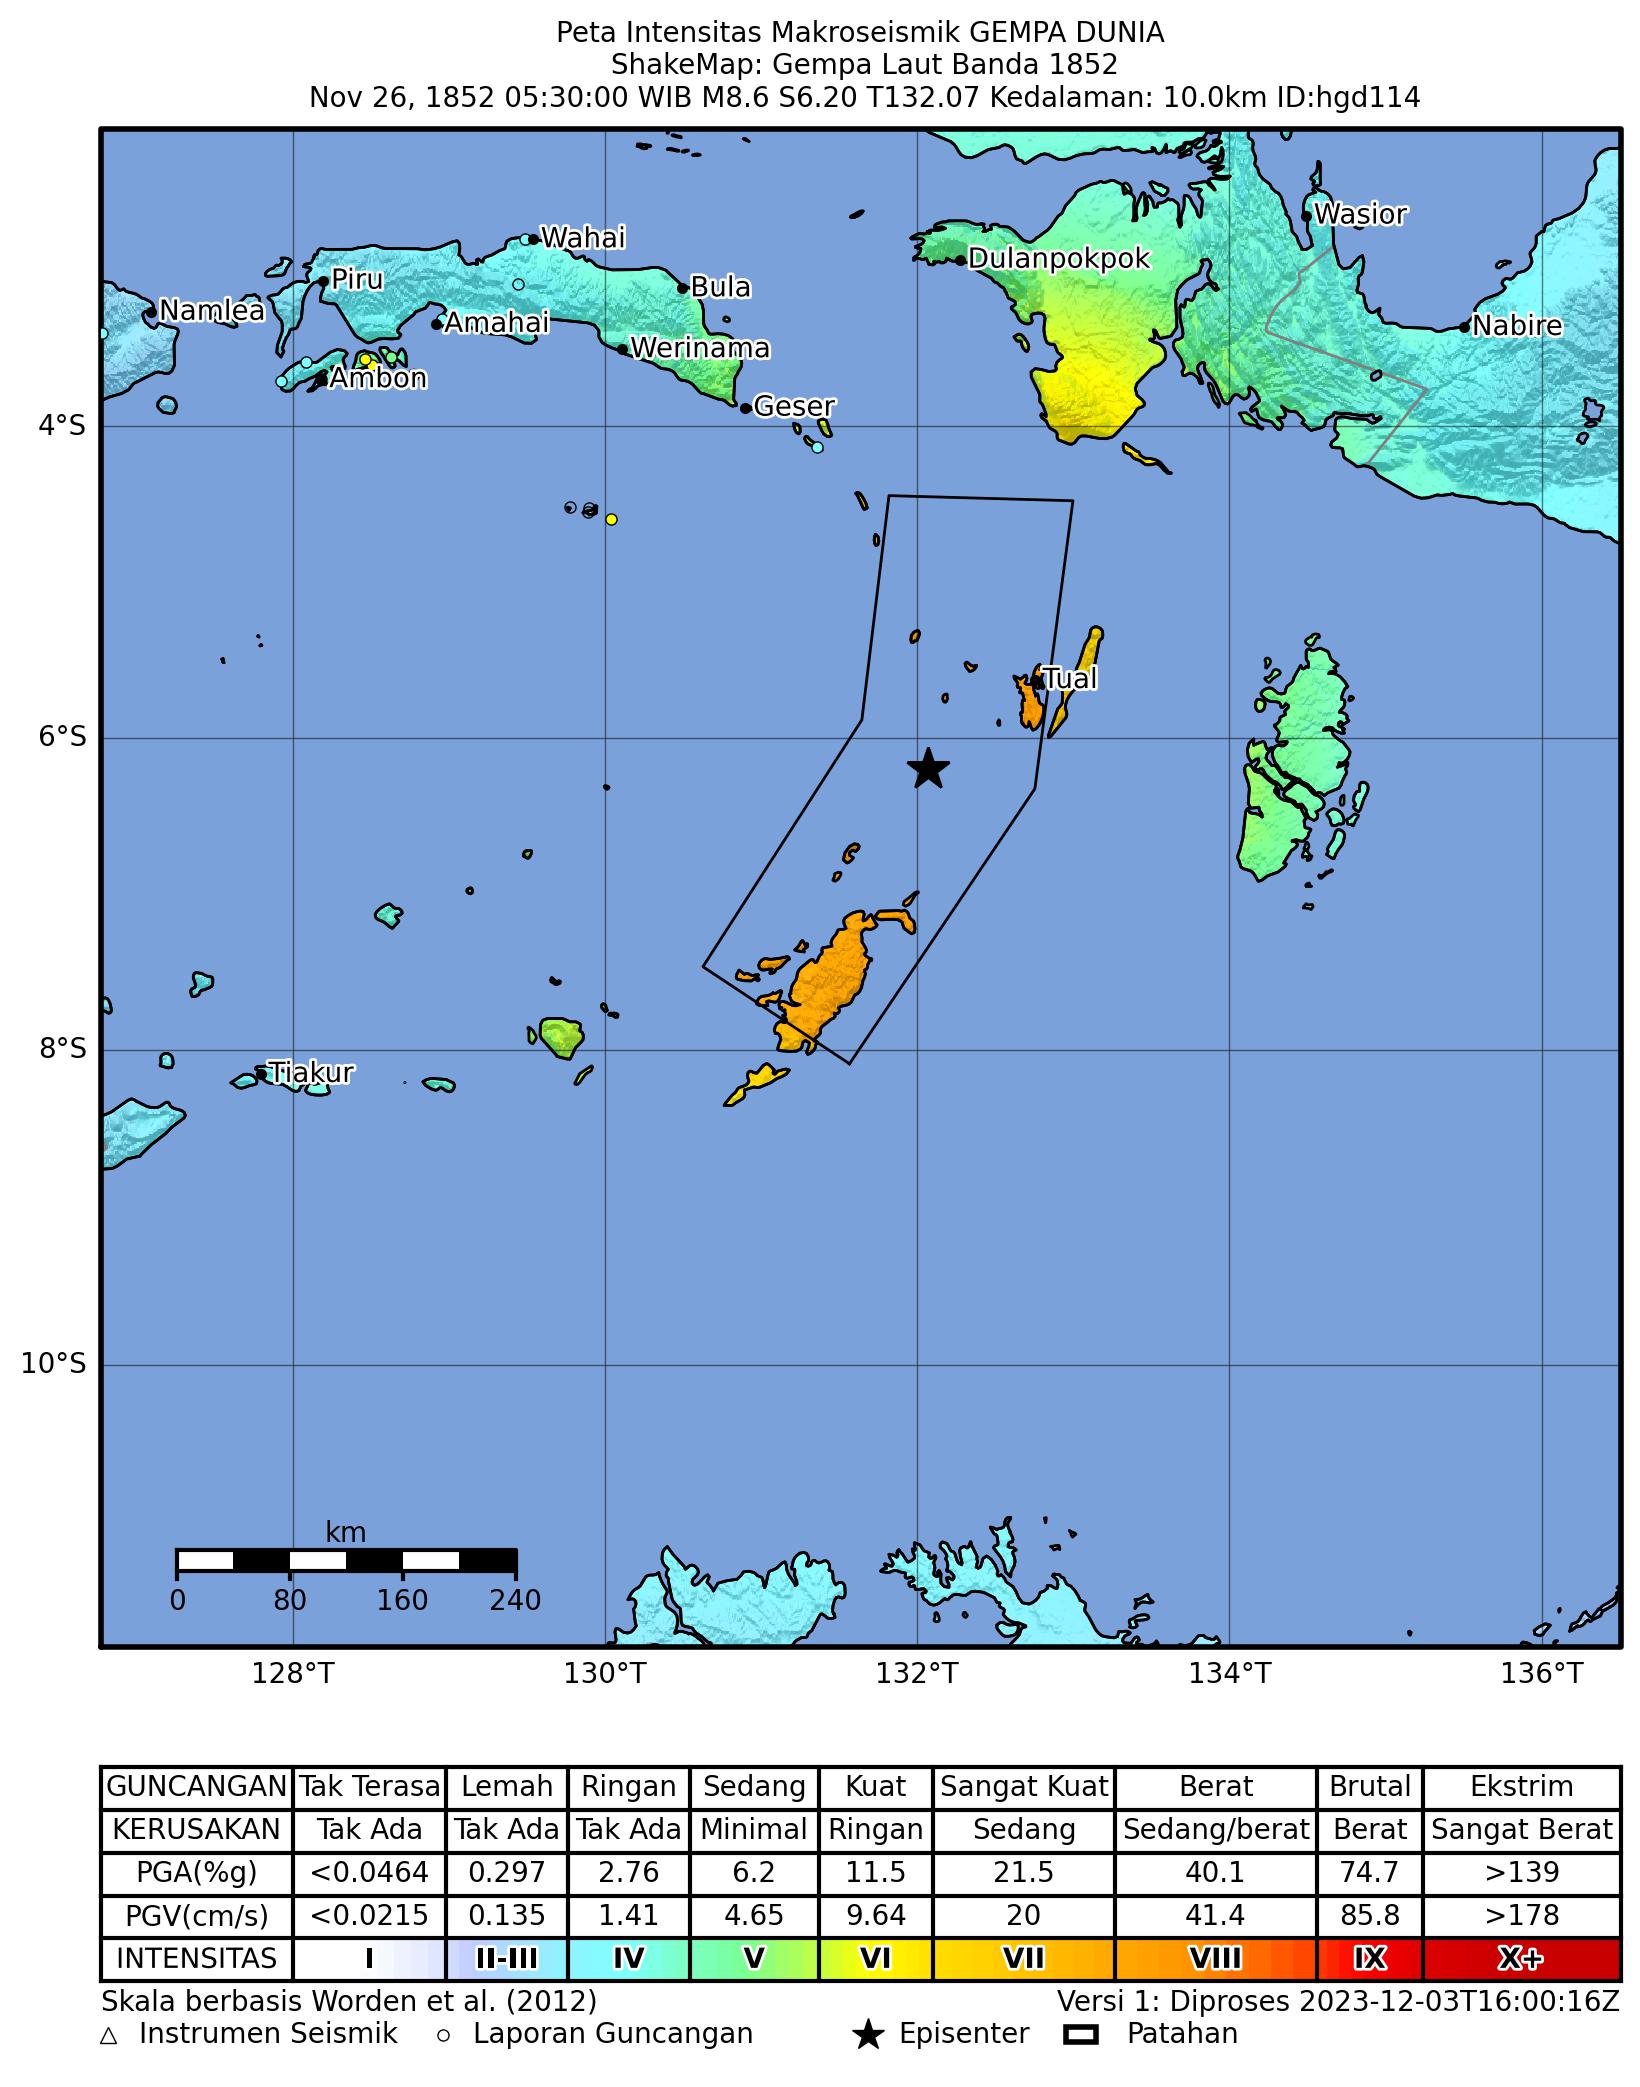 Peta Intensitas Makroseismik GEMPA DUNIA
ShakeMap: Gempa Laut Banda 1852
Nov 26, 1852 05:30:00 WIB M8.6 S6.20 T132.07 Kedalaman: 10.0km ID:hgd114
Wasior
Wahai
Dulanpokpok
Piru
Bula
Namlea
Amahai
Nabire
Werinama
Ambon
Geser
4°S
Tual
6°S
8°S
Tiakur
10°S
km
0 80 160 240
128°T 130°T 132°T 134°T 136°T
GUNCANGAN Tak Terasa Lemah Ringan Sedang Kuat Sangat Kuat Berat Brutal Ekstrim
KERUSAKAN Tak Ada Tak Ada Tak Ada Minimal Ringan Sedang Sedang/berat Berat Sangat Berat
PGA(%g) <0.0464 0.297 2.76 6.2 11.5 21.5 40.1 74.7 >139
PGV(cm/s) <0.0215 0.135 1.41 4.65 9.64 20 41.4 85.8 >178
INTENSITAS I II-III IV V VI VII VIII IX X+
Skala berbasis Worden et al. (2012) Versi 1: Diproses 2023-12-03T16:00:16Z
Instrumen Seismik Laporan Guncangan Episenter Patahan